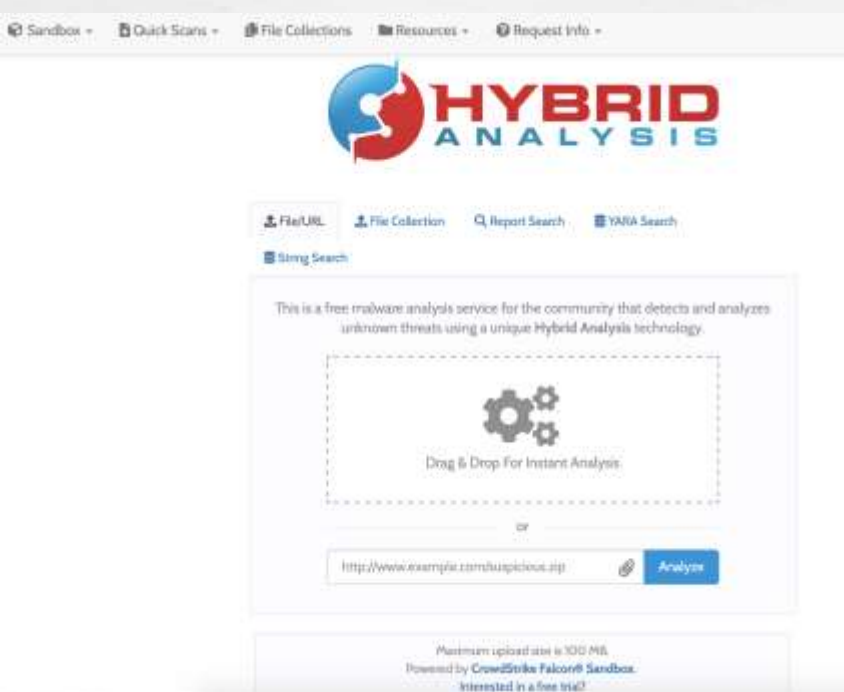 Sandbox Quick Scans File Collections Resources Request Info
HYBRID
ANALYSIS
File/URL File Collection Report Search YARA Search
String Search
This is a free malware analysis service for the community that detects and analyzes
unknown threats using a unique Hybrid Analysis technology.
Drag & Drop For Instant Analysis
or
http://www.example.com/suspicious.zip Analyze
Maximum upload size is 100 MB.
Powered by CrowdStrike Falcon® Sandbox.
Interested in a free trial?